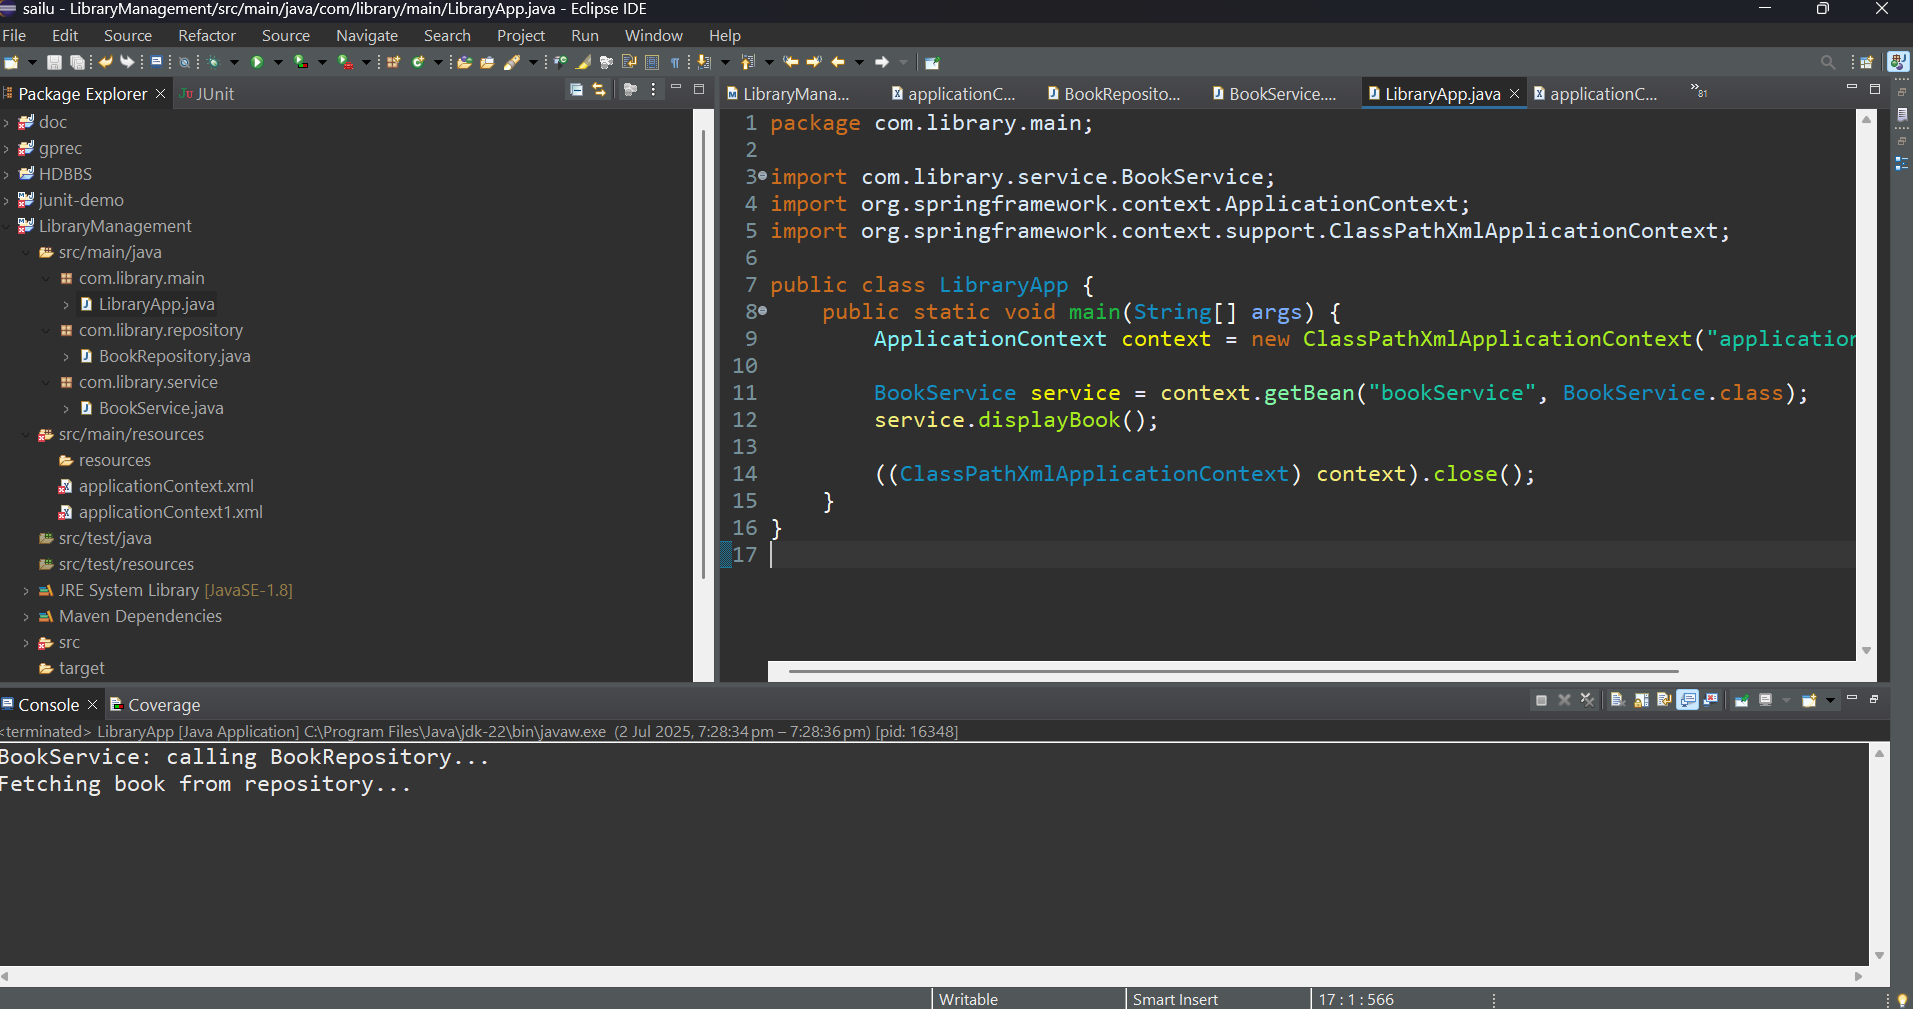 sailu - LibraryManagement/src/main/java/com/library/main/LibraryApp.java - Eclipse IDE
File Edit Source Refactor Source Navigate Search Project Run Window Help
Package Explorer
JUnit
doc
gprec
HDBBS
junit-demo
LibraryManagement
src/main/java
com.library.main
LibraryApp.java
com.library.repository
BookRepository.java
com.library.service
BookService.java
src/main/resources
resources
applicationContext.xml
applicationContext1.xml
src/test/java
src/test/resources
JRE System Library [JavaSE-1.8]
Maven Dependencies
src
target
LibraryMana... applicationC... BookReposito... BookService.... LibraryApp.java applicationC... »81
1 package com.library.main;
2
3 import com.library.service.BookService;
4 import org.springframework.context.ApplicationContext;
5 import org.springframework.context.support.ClassPathXmlApplicationContext;
6
7 public class LibraryApp {
8 public static void main(String[] args) {
9 ApplicationContext context = new ClassPathXmlApplicationContext("application
10
11 BookService service = context.getBean("bookService", BookService.class);
12 service.displayBook();
13
14 ((ClassPathXmlApplicationContext) context).close();
15 }
16 }
17
Console
Coverage
<terminated> LibraryApp [Java Application] C:\Program Files\Java\jdk-22\bin\javaw.exe (2 Jul 2025, 7:28:34 pm – 7:28:36 pm) [pid: 16348]
BookService: calling BookRepository...
Fetching book from repository...
Writable
Smart Insert
17 : 1 : 566